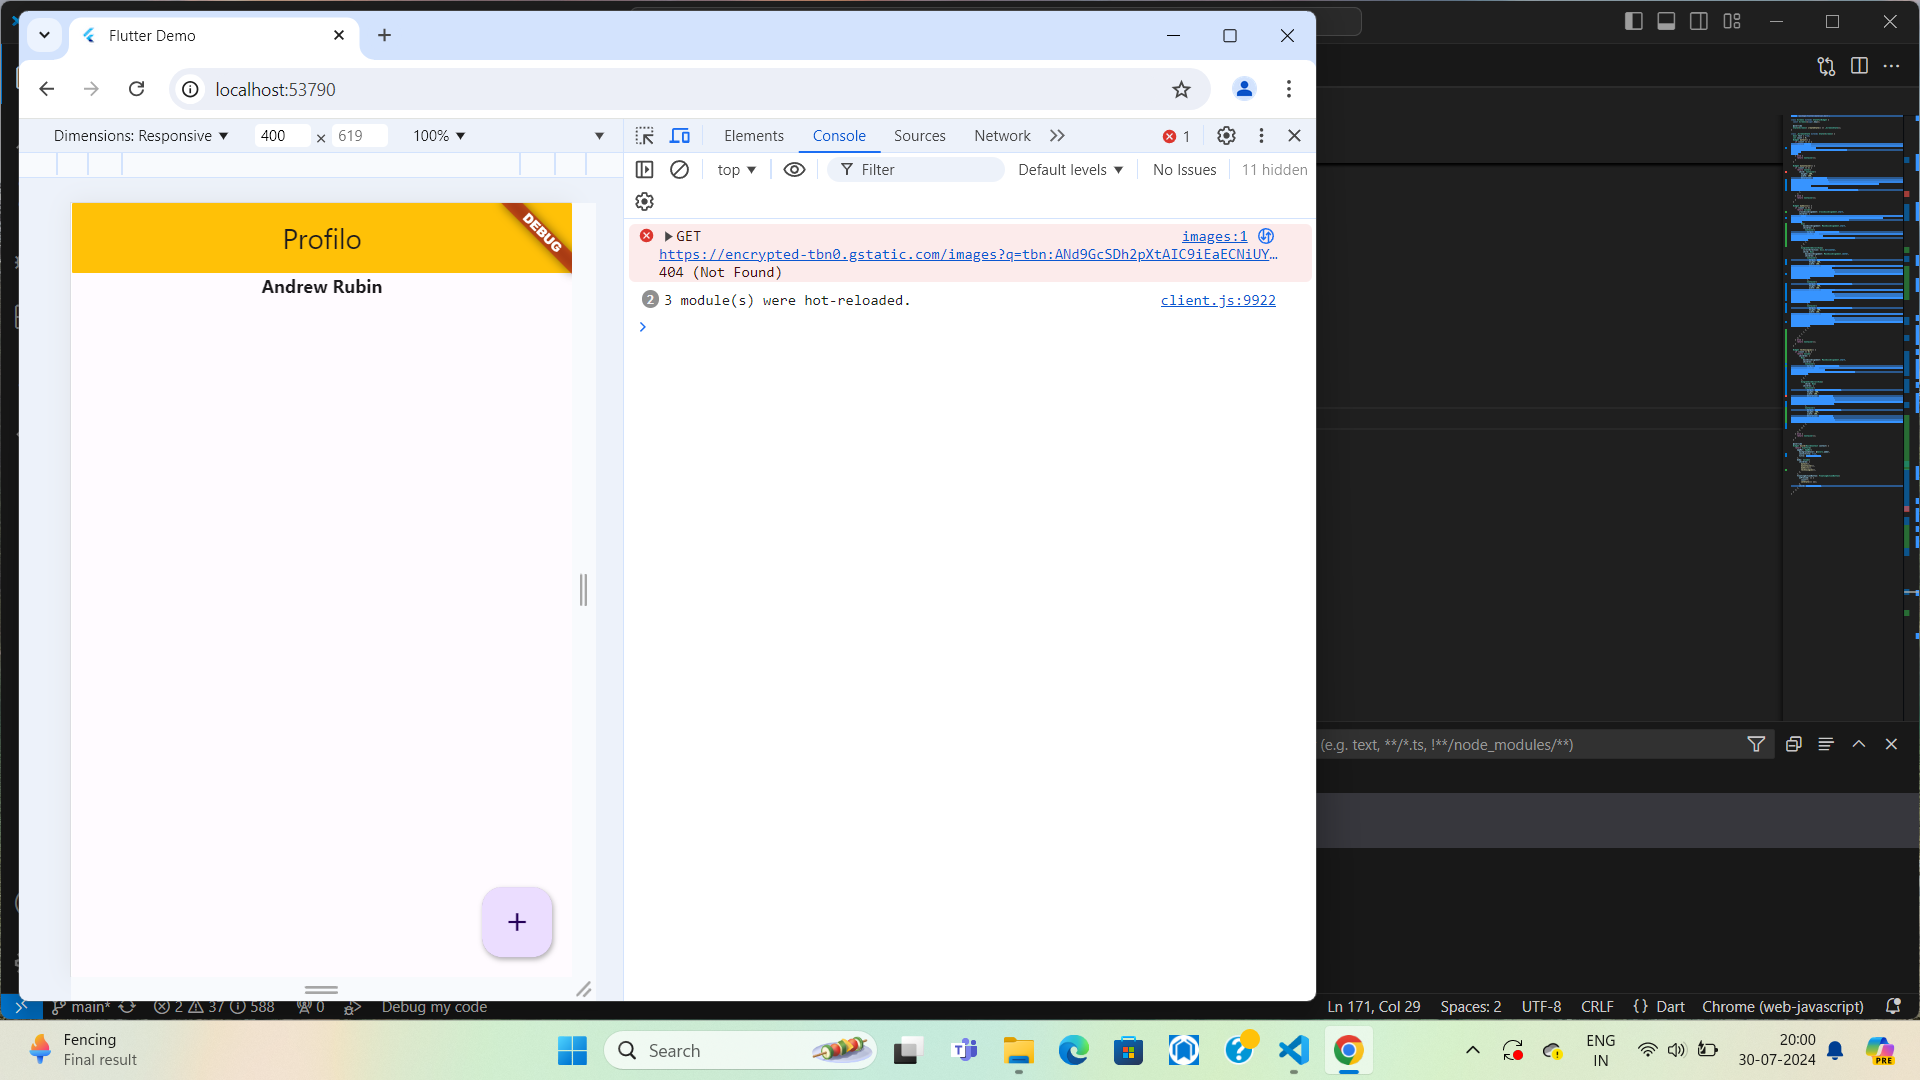 Flutter Demo
localhost:53790
Dimensions: Responsive
400 × 619
100%
Elements
Console
Sources
Network
1
top
Filter
Default levels
No Issues
11 hidden
Profilo
DEBUG
Andrew Rubin
GET
images:1
https://encrypted-tbn0.gstatic.com/images?q=tbn:ANd9GcSDh2pXtAIC9iEaECNiUY…
404 (Not Found)
2 3 module(s) were hot-reloaded.
client.js:9922
+
(e.g. text, **/*.ts, !**/node_modules/**)
main* 2 37 588 0 Debug my code
Ln 171, Col 29 Spaces: 2 UTF-8 CRLF {} Dart Chrome (web-javascript)
Fencing
Final result
Search
PRE
ENG
IN
20:00
30-07-2024